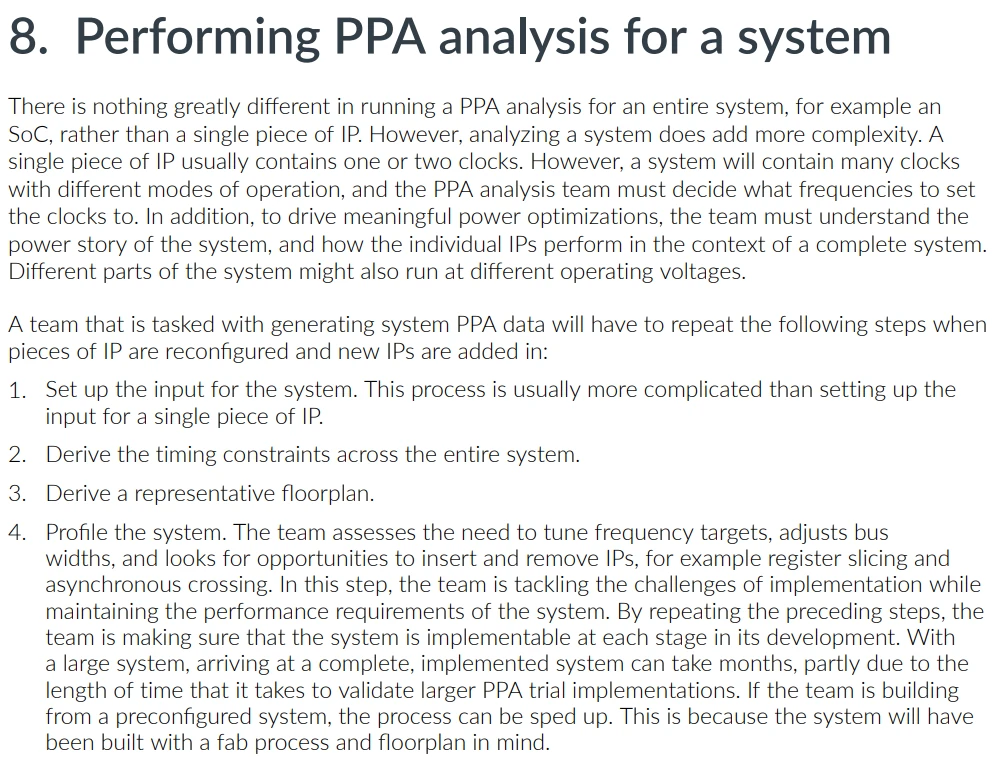 8. Performing PPA analysis for a system
There is nothing greatly different in running a PPA analysis for an entire system, for example an
SoC, rather than a single piece of IP. However, analyzing a system does add more complexity. A
single piece of IP usually contains one or two clocks. However, a system will contain many clocks
with different modes of operation, and the PPA analysis team must decide what frequencies to set
the clocks to. In addition, to drive meaningful power optimizations, the team must understand the
power story of the system, and how the individual IPs perform in the context of a complete system.
Different parts of the system might also run at different operating voltages.
A team that is tasked with generating system PPA data will have to repeat the following steps when
pieces of IP are reconfigured and new IPs are added in:
1. Set up the input for the system. This process is usually more complicated than setting up the
input for a single piece of IP.
2. Derive the timing constraints across the entire system.
3. Derive a representative floorplan.
4. Profile the system. The team assesses the need to tune frequency targets, adjusts bus
widths, and looks for opportunities to insert and remove IPs, for example register slicing and
asynchronous crossing. In this step, the team is tackling the challenges of implementation while
maintaining the performance requirements of the system. By repeating the preceding steps, the
team is making sure that the system is implementable at each stage in its development. With
a large system, arriving at a complete, implemented system can take months, partly due to the
length of time that it takes to validate larger PPA trial implementations. If the team is building
from a preconfigured system, the process can be sped up. This is because the system will have
been built with a fab process and floorplan in mind.